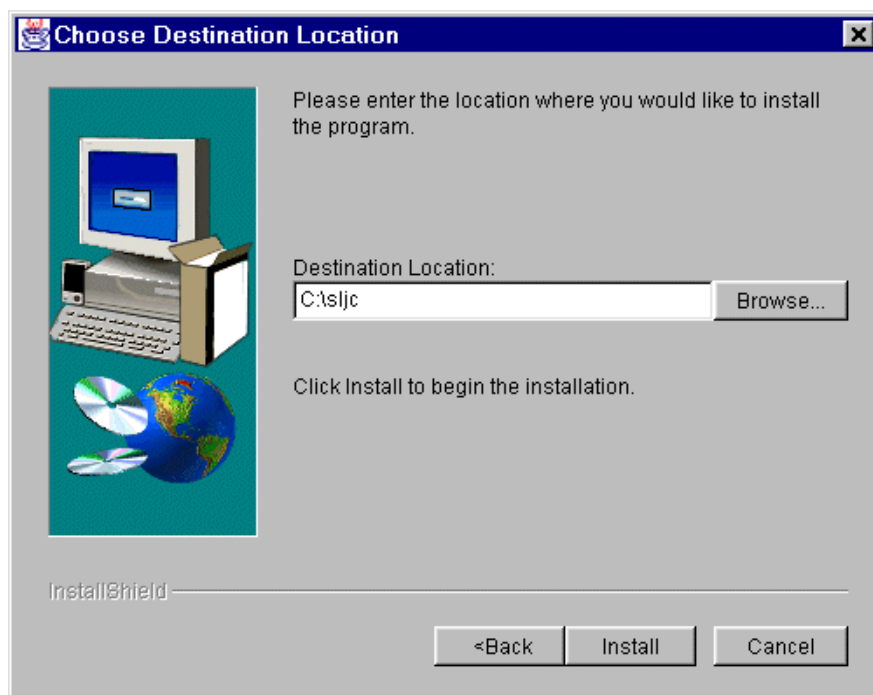 Choose Destination Location
Please enter the location where you would like to install
the program.
Destination Location:
C:\sljc
Browse...
Click Install to begin the installation.
InstallShield
<Back
Install
Cancel